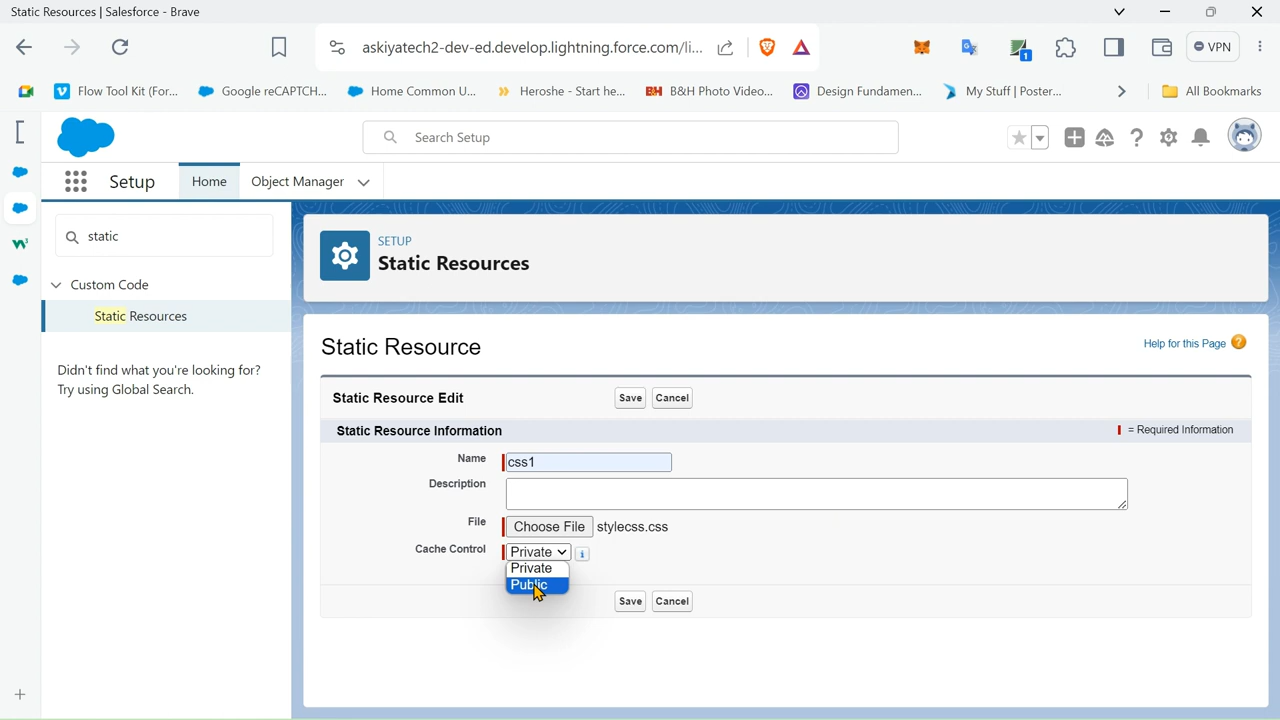 Static Resources | Salesforce - Brave
askiyatech2-dev-ed.develop.lightning.force.com/li...
VPN
1
Flow Tool Kit (For...
Google reCAPTCH...
Home Common U...
Heroshe - Start he...
B&H B&H Photo Video...
Design Fundamen...
My Stuff | Poster...
All Bookmarks
Search Setup
Setup
Home
Object Manager
static
Custom Code
Static Resources
Didn't find what you're looking for?
Try using Global Search.
SETUP
Static Resources
Static Resource
Help for this Page
Static Resource Edit
Save
Cancel
Static Resource Information
= Required Information
Name
css1
Description
File
Choose File
stylecss.css
Cache Control
Private
Private
Public
Save
Cancel